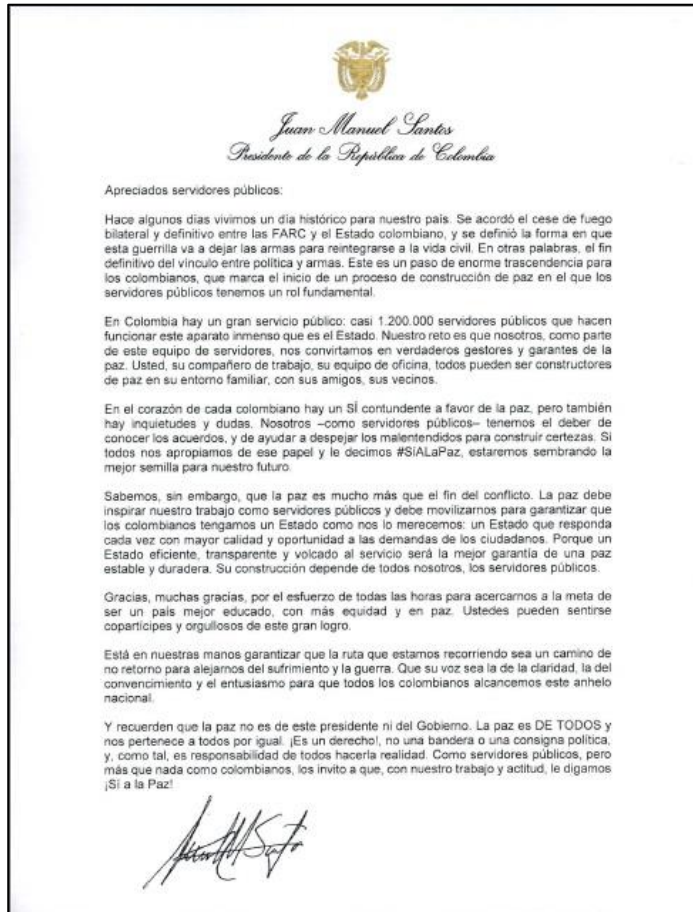 Juan Manuel Santos
Presidente de la República de Colombia
Apreciados servidores públicos:
Hace algunos días vivimos un día histórico para nuestro país. Se acordó el cese de fuego
bilateral y definitivo entre las FARC y el Estado colombiano, y se definió la forma en que
esta guerrilla va a dejar las armas para reintegrarse a la vida civil. En otras palabras, el fin
definitivo del vínculo entre política y armas. Este es un paso de enorme trascendencia para
los colombianos, que marca el inicio de un proceso de construcción de paz en el que los
servidores públicos tenemos un rol fundamental.
En Colombia hay un gran servicio público: casi 1.200.000 servidores públicos que hacen
funcionar este aparato inmenso que es el Estado. Nuestro reto es que nosotros, como parte
de este equipo de servidores, nos convirtamos en verdaderos gestores y garantes de la
paz. Usted, su compañero de trabajo, su equipo de oficina, todos pueden ser constructores
de paz en su entorno familiar, con sus amigos, sus vecinos.
En el corazón de cada colombiano hay un SÍ contundente a favor de la paz, pero también
hay inquietudes y dudas. Nosotros –como servidores públicos– tenemos el deber de
conocer los acuerdos, y de ayudar a despejar los malentendidos para construir certezas. Si
todos nos apropiamos de ese papel y le decimos #SíALaPaz, estaremos sembrando la
mejor semilla para nuestro futuro.
Sabemos, sin embargo, que la paz es mucho más que el fin del conflicto. La paz debe
inspirar nuestro trabajo como servidores públicos y debe movilizarnos para garantizar que
los colombianos tengamos un Estado como nos lo merecemos: un Estado que responda
cada vez con mayor calidad y oportunidad a las demandas de los ciudadanos. Porque un
Estado eficiente, transparente y volcado al servicio será la mejor garantía de una paz
estable y duradera. Su construcción depende de todos nosotros, los servidores públicos.
Gracias, muchas gracias, por el esfuerzo de todas las horas para acercarnos a la meta de
ser un país mejor educado, con más equidad y en paz. Ustedes pueden sentirse
copartícipes y orgullosos de este gran logro.
Está en nuestras manos garantizar que la ruta que estamos recorriendo sea un camino de
no retorno para alejarnos del sufrimiento y la guerra. Que su voz sea la de la claridad, la del
convencimiento y el entusiasmo para que todos los colombianos alcancemos este anhelo
nacional.
Y recuerden que la paz no es de este presidente ni del Gobierno. La paz es DE TODOS y
nos pertenece a todos por igual. ¡Es un derecho!, no una bandera o una consigna política,
y, como tal, es responsabilidad de todos hacerla realidad. Como servidores públicos, pero
más que nada como colombianos, los invito a que, con nuestro trabajo y actitud, le digamos
¡Sí a la Paz!